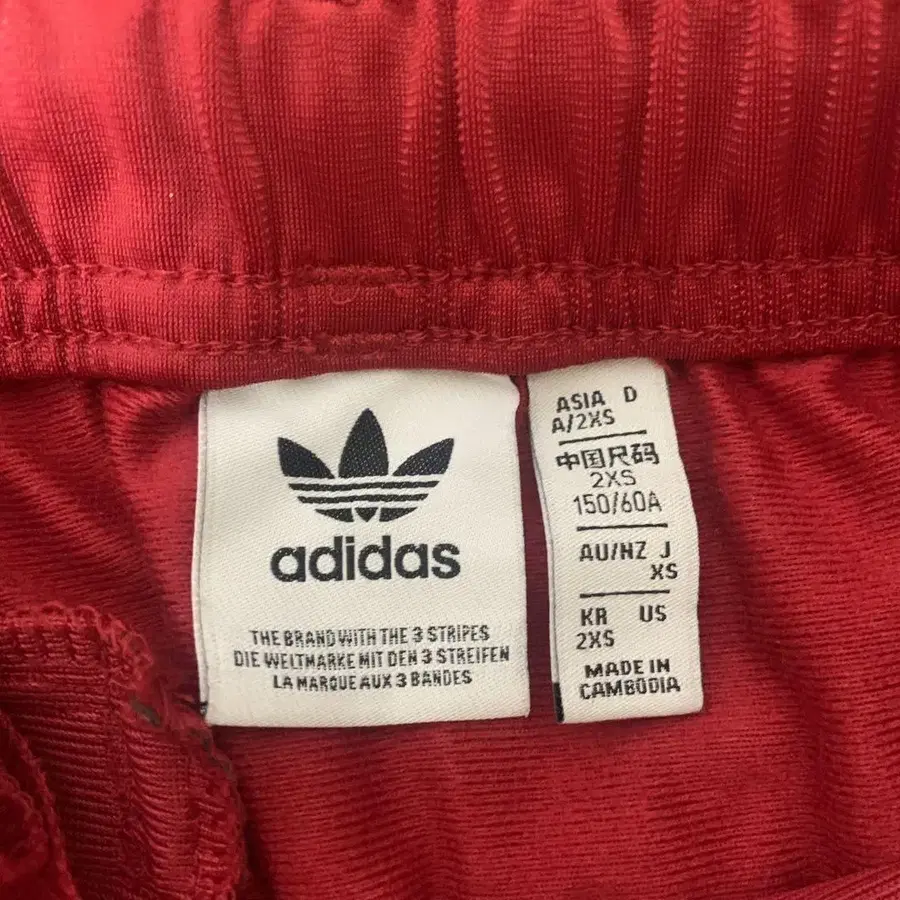 adidas
THE BRAND WITH THE 3 STRIPES
DIE WELTMARKE MIT DEN 3 STREIFEN
LA MARQUE AUX 3 BANDES
ASIA D
A/2XS
中国尺码
2XS
150/60A
AU/NZ J
XS
KR US
2XS
MADE IN
CAMBODIA